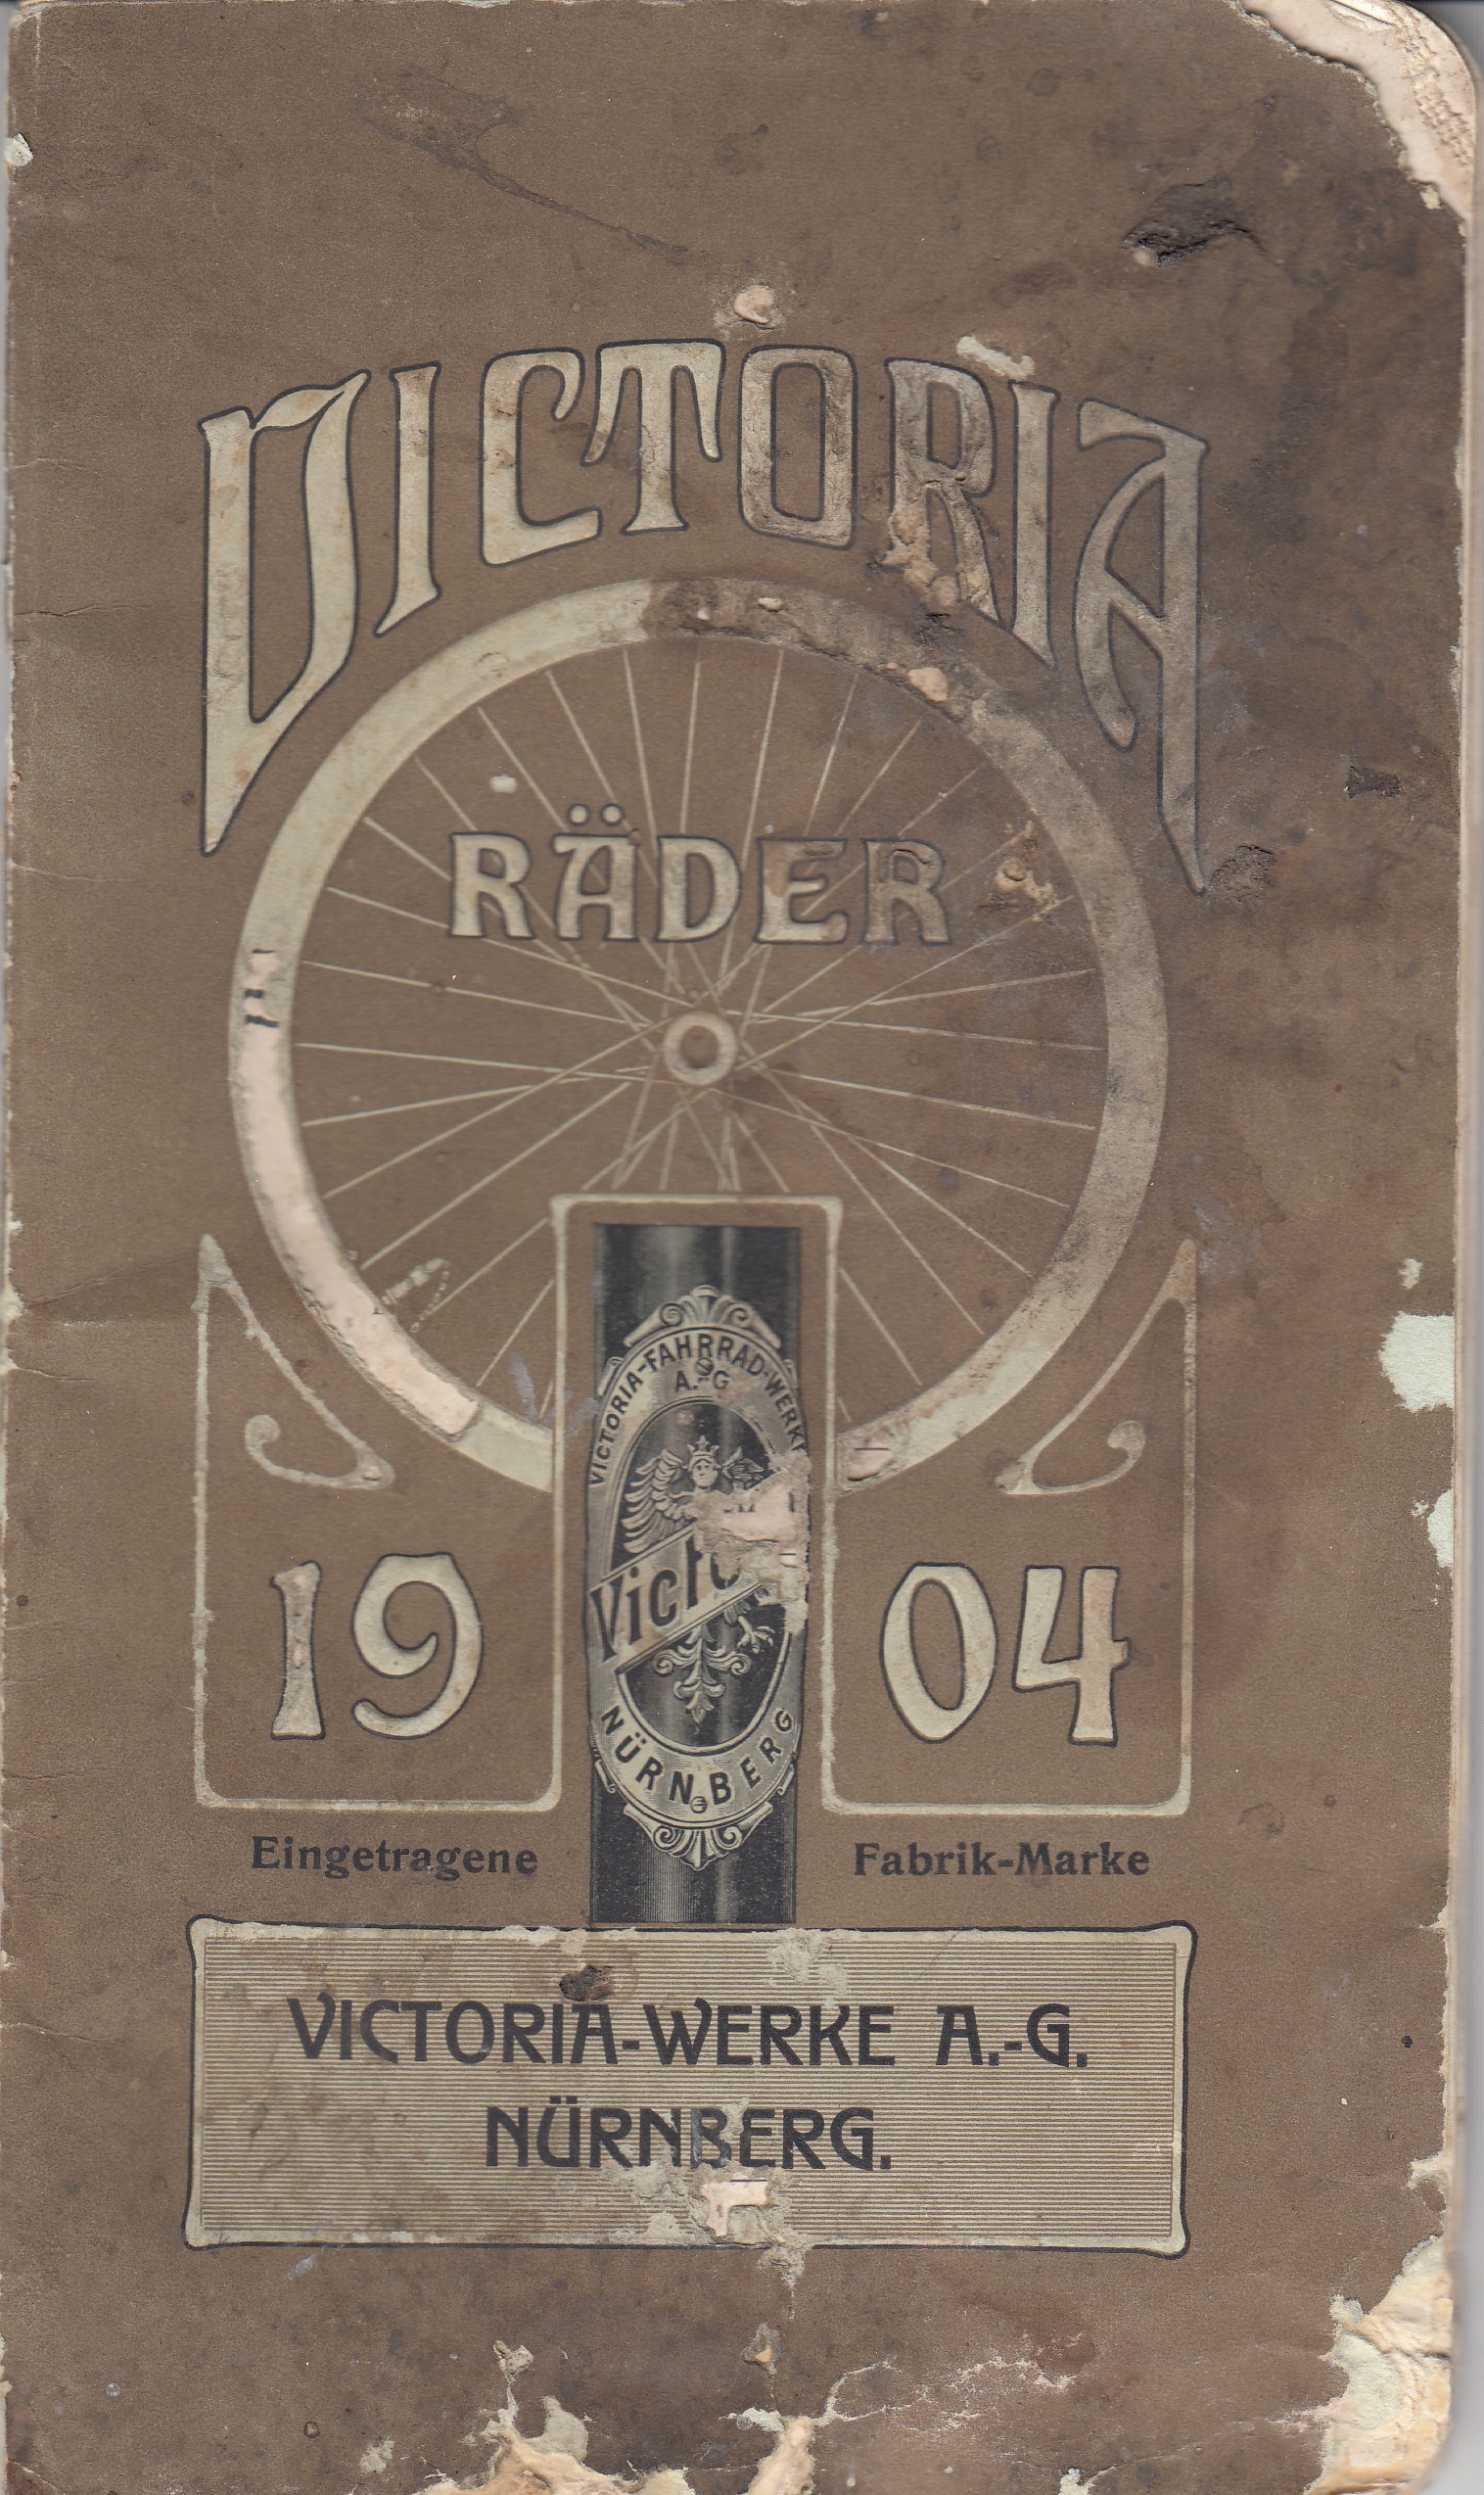 VICTORIA
RÄDER
VICTORIA-FAHRRAD-WERKE
A.-G
NÜRNBERG
19 04
Eingetragene Fabrik-Marke
VICTORIA-WERKE A.-G.
NÜRNBERG.